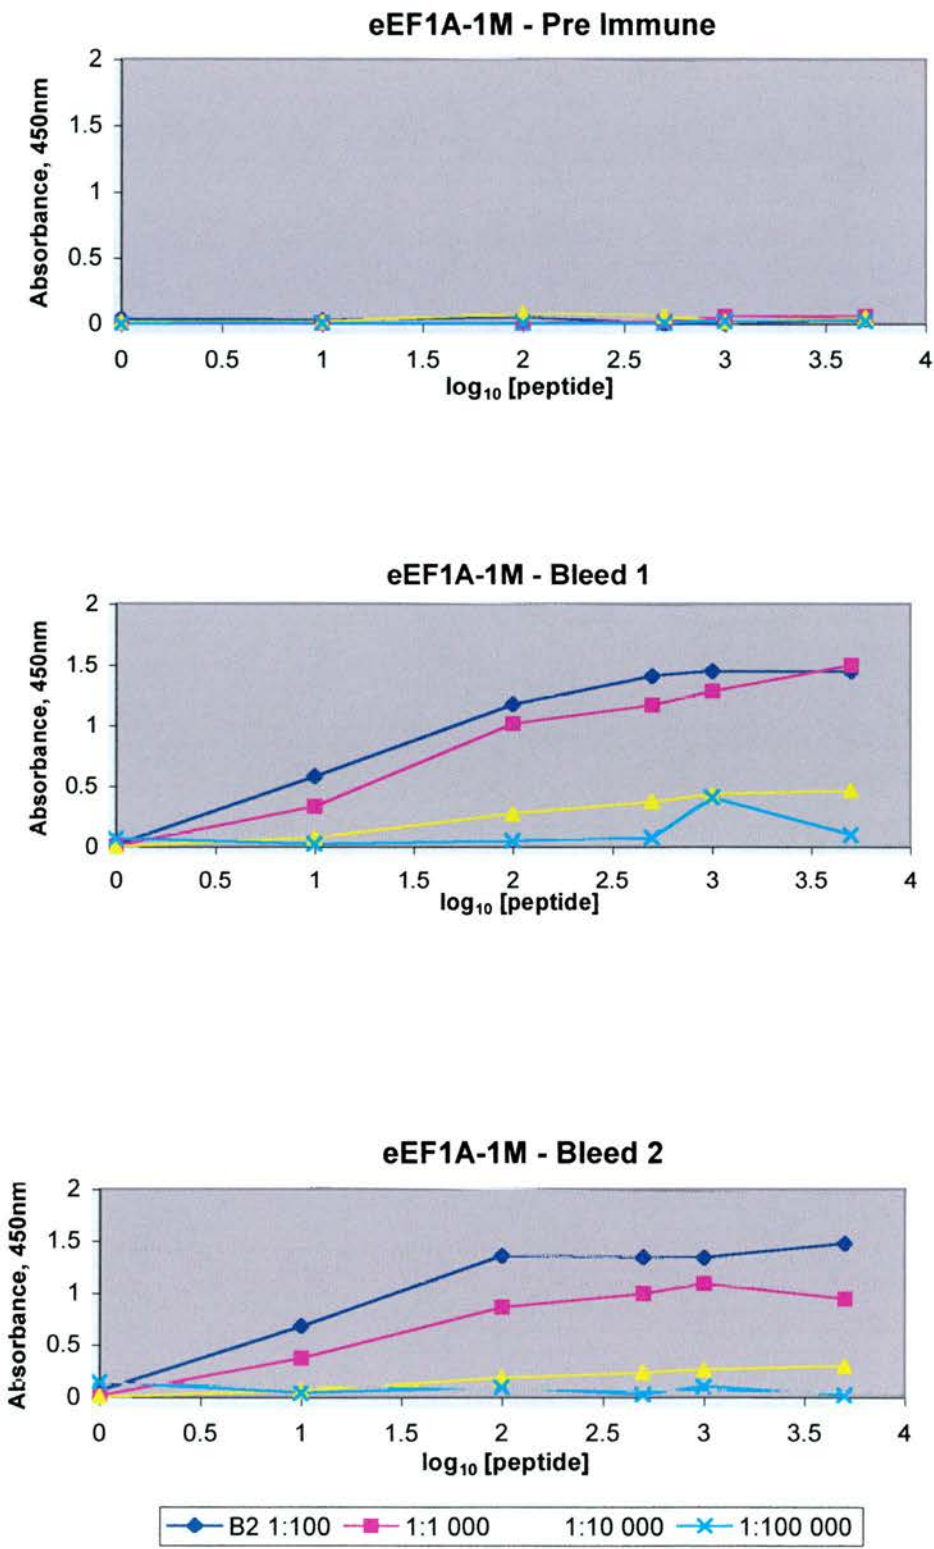 eEF1A-1M - Pre Immune
Absorbance, 450nm
2
1.5
1
0.5
0
0 0.5 1 1.5 2 2.5 3 3.5 4
log₁₀ [peptide]
eEF1A-1M - Bleed 1
Absorbance, 450nm
2
1.5
1
0.5
0
0 0.5 1 1.5 2 2.5 3 3.5 4
log₁₀ [peptide]
eEF1A-1M - Bleed 2
Absorbance, 450nm
2
1.5
1
0.5
0
0 0.5 1 1.5 2 2.5 3 3.5 4
log₁₀ [peptide]
B2 1:100 1:1 000 1:10 000 1:100 000